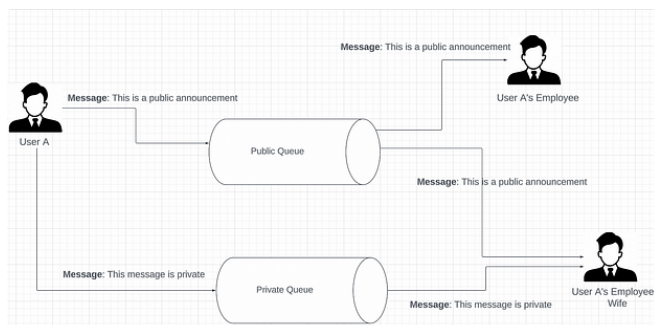 Message: This is a public announcement
User A's Employee
Message: This is a public announcement
User A
Public Queue
Message: This is a public announcement
Message: This message is private
Private Queue
User A's Employee
Wife
Message: This message is private